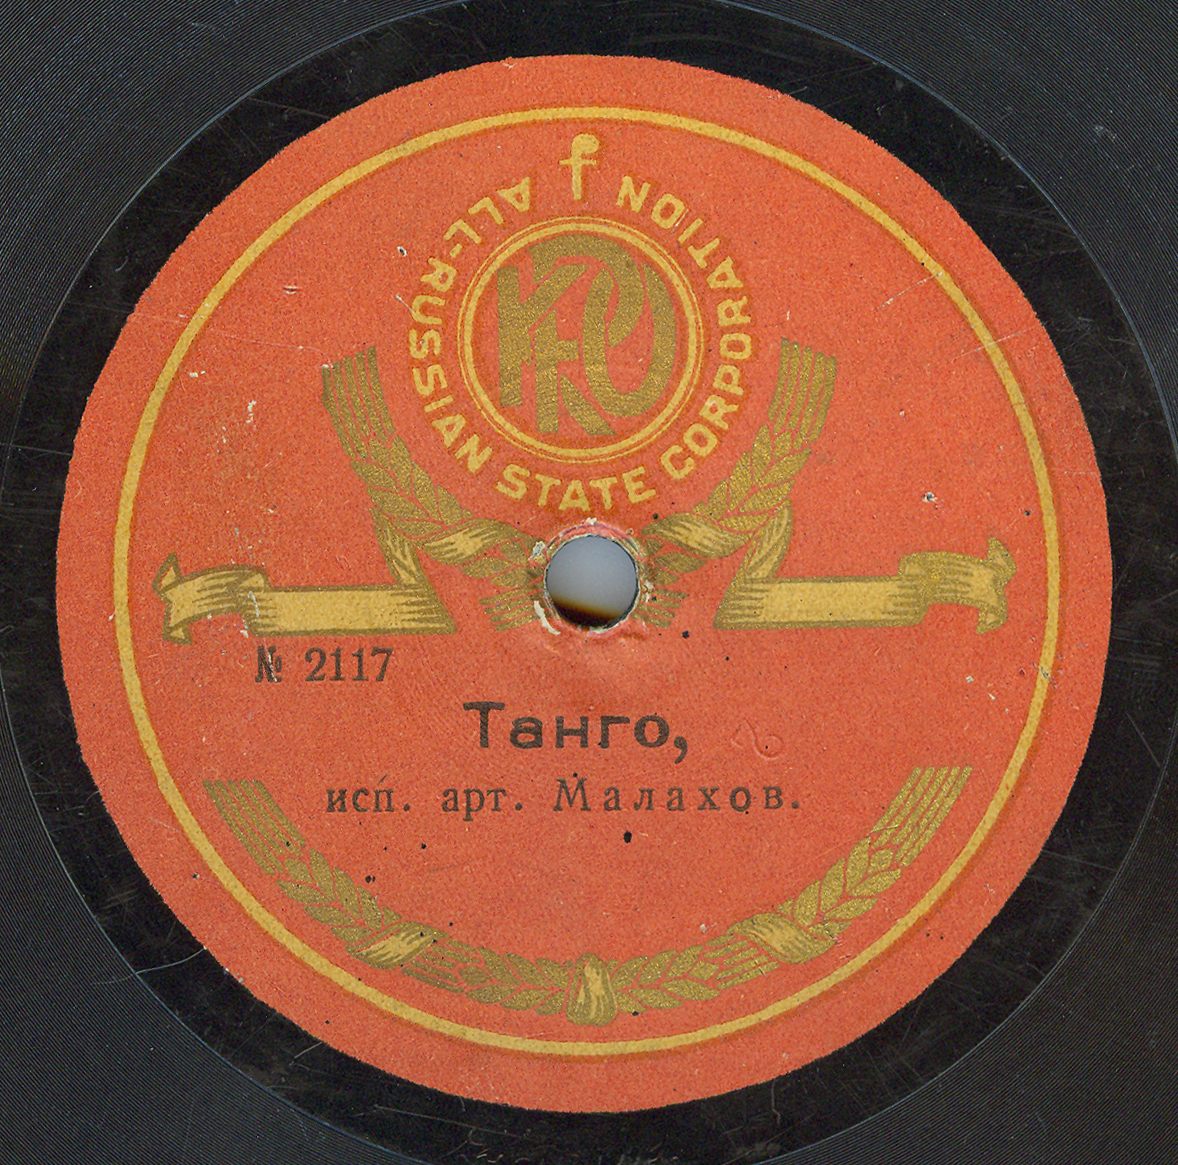 ALL-RUSSIAN STATE CORPORATION
№ 2117
Танго,
исп. арт. Малахов.